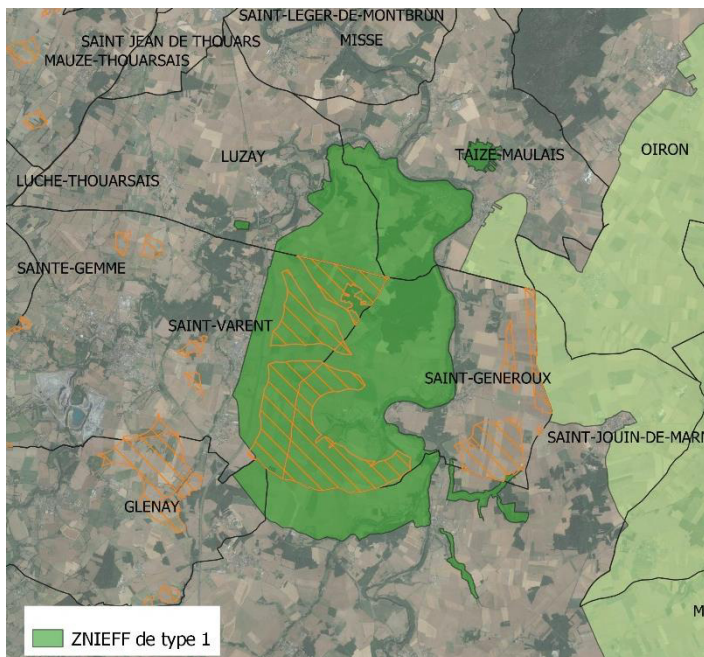 SAINT-LEGER-DE-MONTBRUN
SAINT JEAN DE THOUARS
MISSE
MAUZE-THOUARSAIS
LUZAY
TAIZE-MAULAIS
OIRON
LUCHE-THOUARSAIS
SAINTE-GEMME
SAINT-VARENT
SAINT-GENEROUX
SAINT-JOUIN-DE-MARN
GLENAY
M
ZNIEFF de type 1